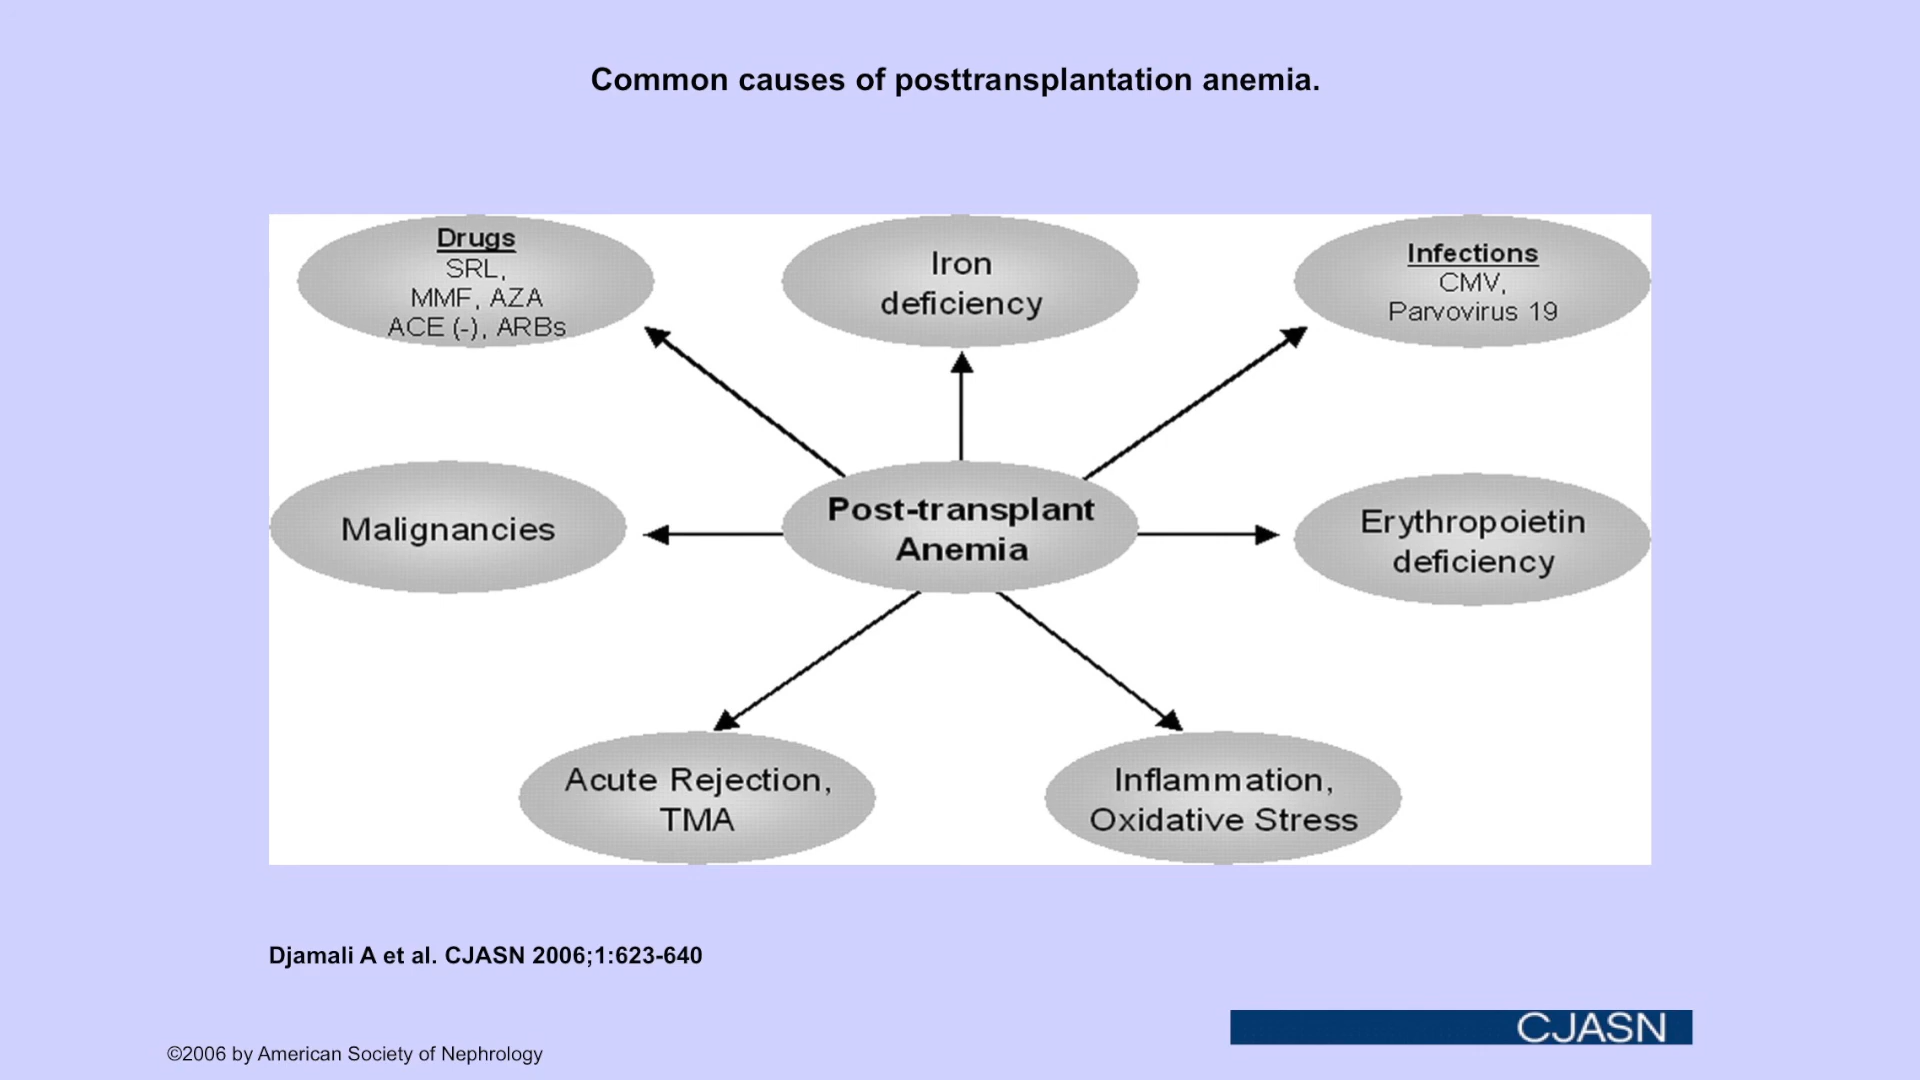 Common causes of posttransplantation anemia.
Drugs
SRL,
MMF, AZA
ACE (-), ARBs
Iron
deficiency
Infections
CMV,
Parvovirus 19
Malignancies
Post-transplant
Anemia
Erythropoietin
deficiency
Acute Rejection,
TMA
Inflammation,
Oxidative Stress
Djamali A et al. CJASN 2006;1:623-640
©2006 by American Society of Nephrology
CJASN